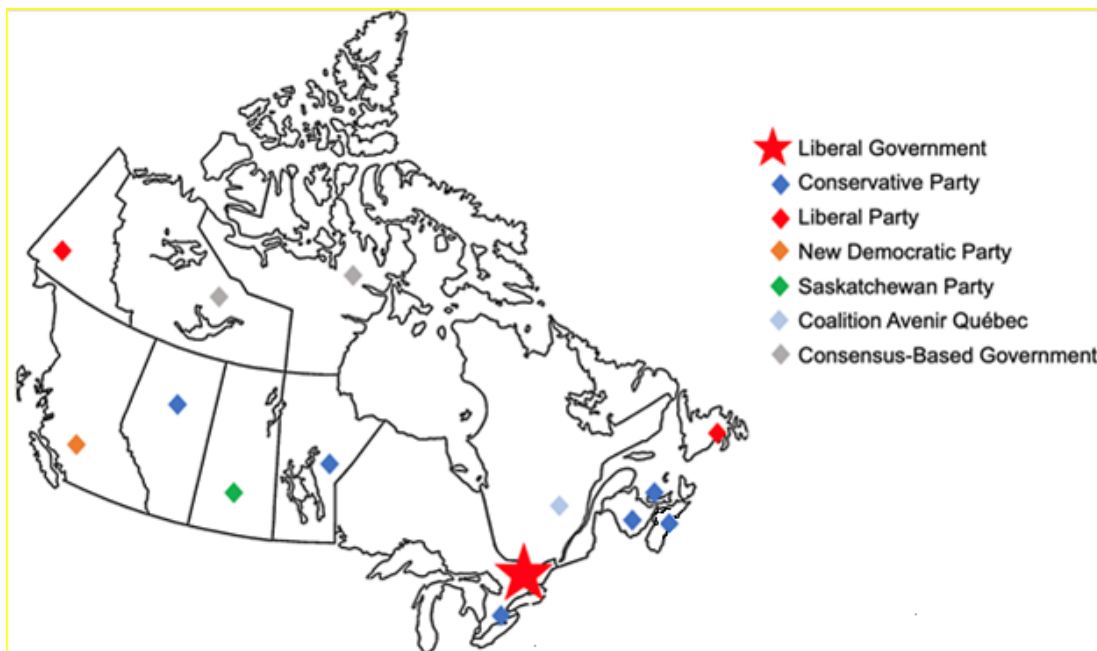 Liberal Government
Conservative Party
Liberal Party
New Democratic Party
Saskatchewan Party
Coalition Avenir Québec
Consensus-Based Government